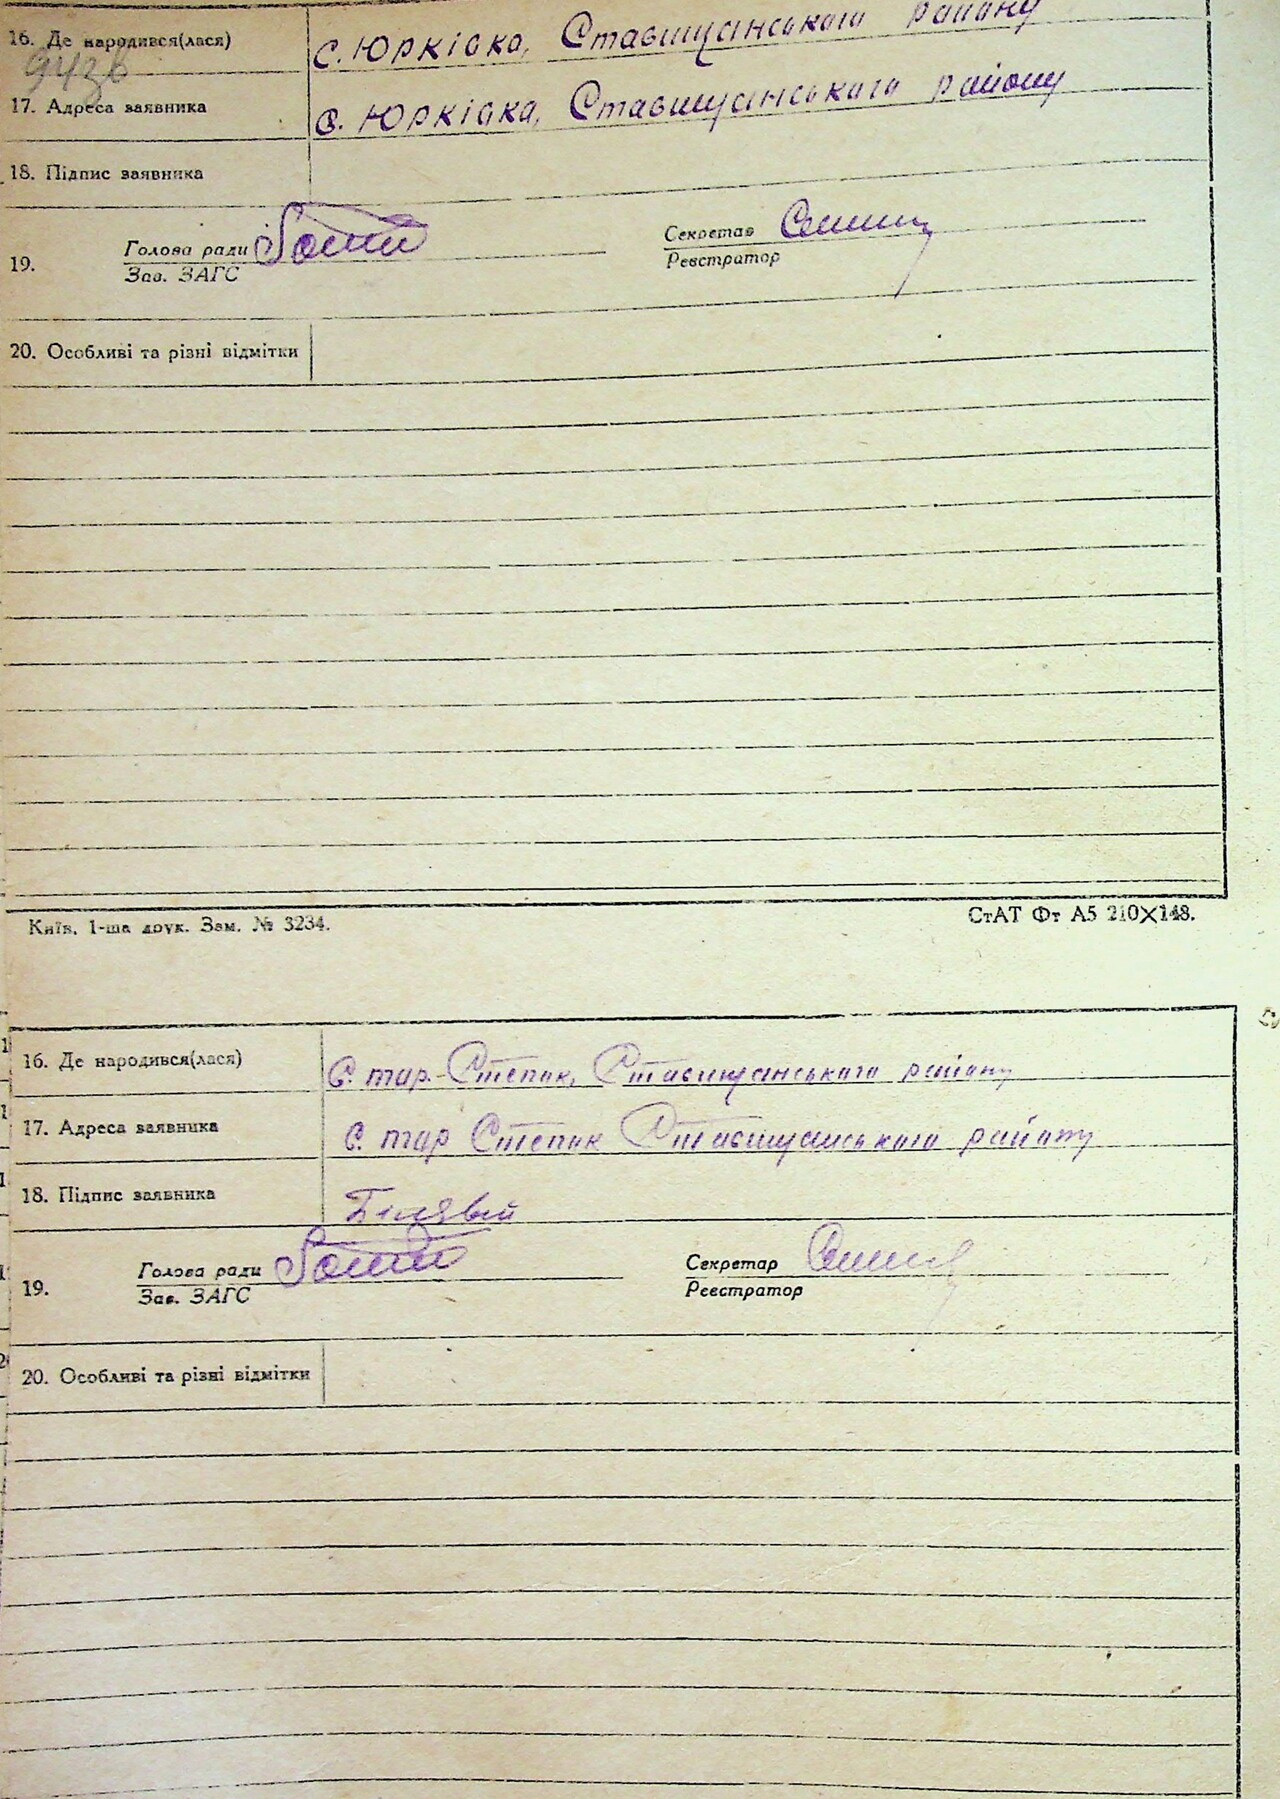 16. Де народився(лася) с. Юрківка, Ставищанського району
943в
17. Адреса заявника с. Юрківка, Ставищанського району
18. Підпис заявника
19. Голова ради Секретар
Зав. ЗАГС Реєстратор
20. Особливі та різні відмітки
Київ, 1-ша друк. Зам. № 3234. СтАТ Фт А5 210×148.
16. Де народився(лася) с. тар.-Степок, Ставищанського району
17. Адреса заявника с. тар Степок Ставищанського району
18. Підпис заявника Білявсй
19. Голова ради Секретар
Зав. ЗАГС Реєстратор
20. Особливі та різні відмітки